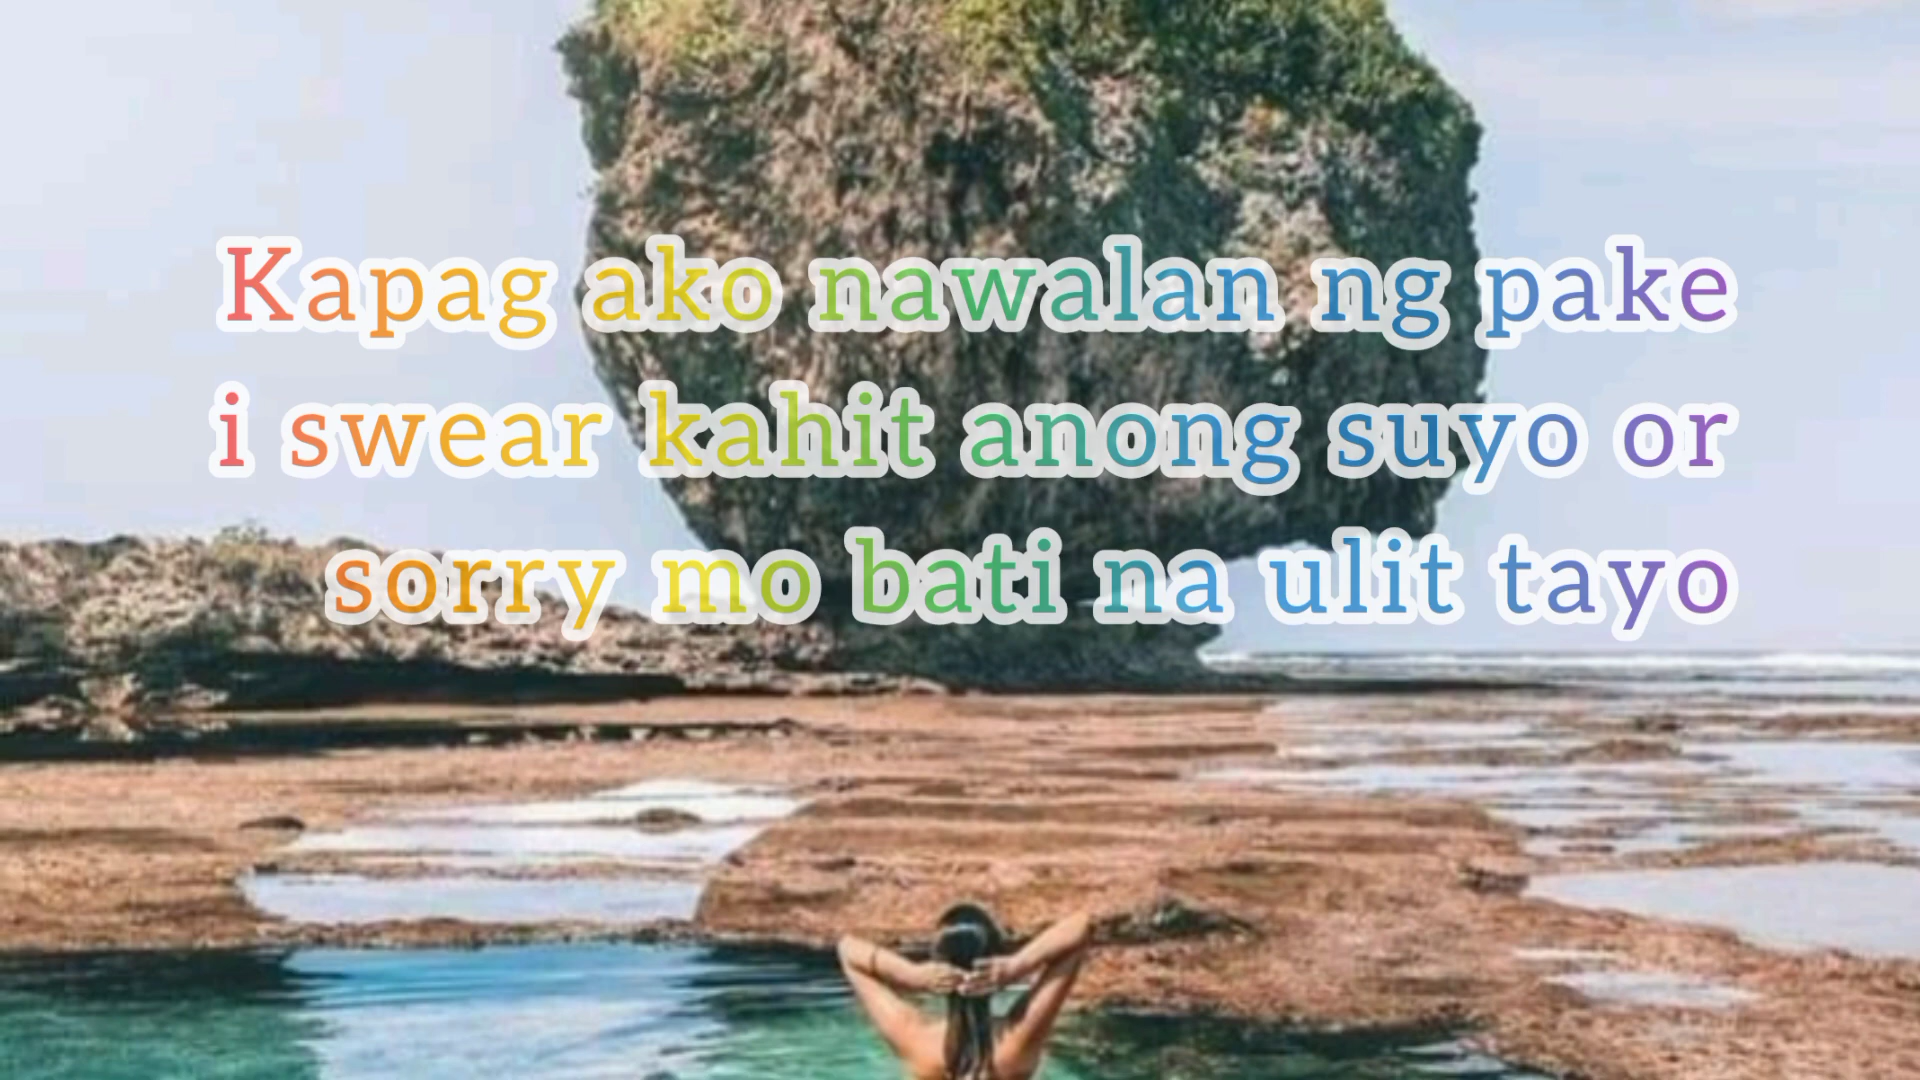 Kapag ako nawalan ng pake
i swear kahit anong suyo or
sorry mo bati na ulit tayo